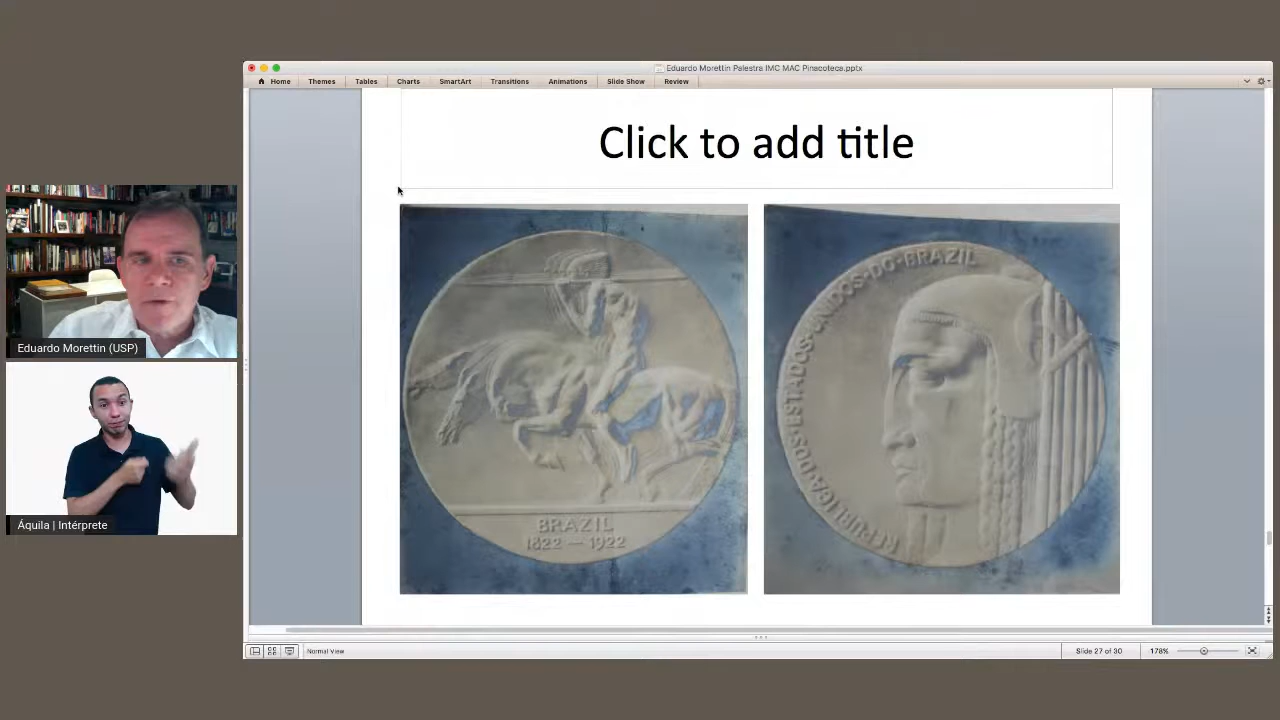 Eduardo Morettin Palestra IMC MAC Pinacoteca.pptx
Home Themes Tables Charts SmartArt Transitions Animations Slide Show Review
Click to add title
BRAZIL
1822 — 1922
REPUBLICA·DOS·ESTADOS·UNIDOS·DO·BRAZIL
Eduardo Morettin (USP)
Áquila | Intérprete
Normal View
Slide 27 of 30
178%